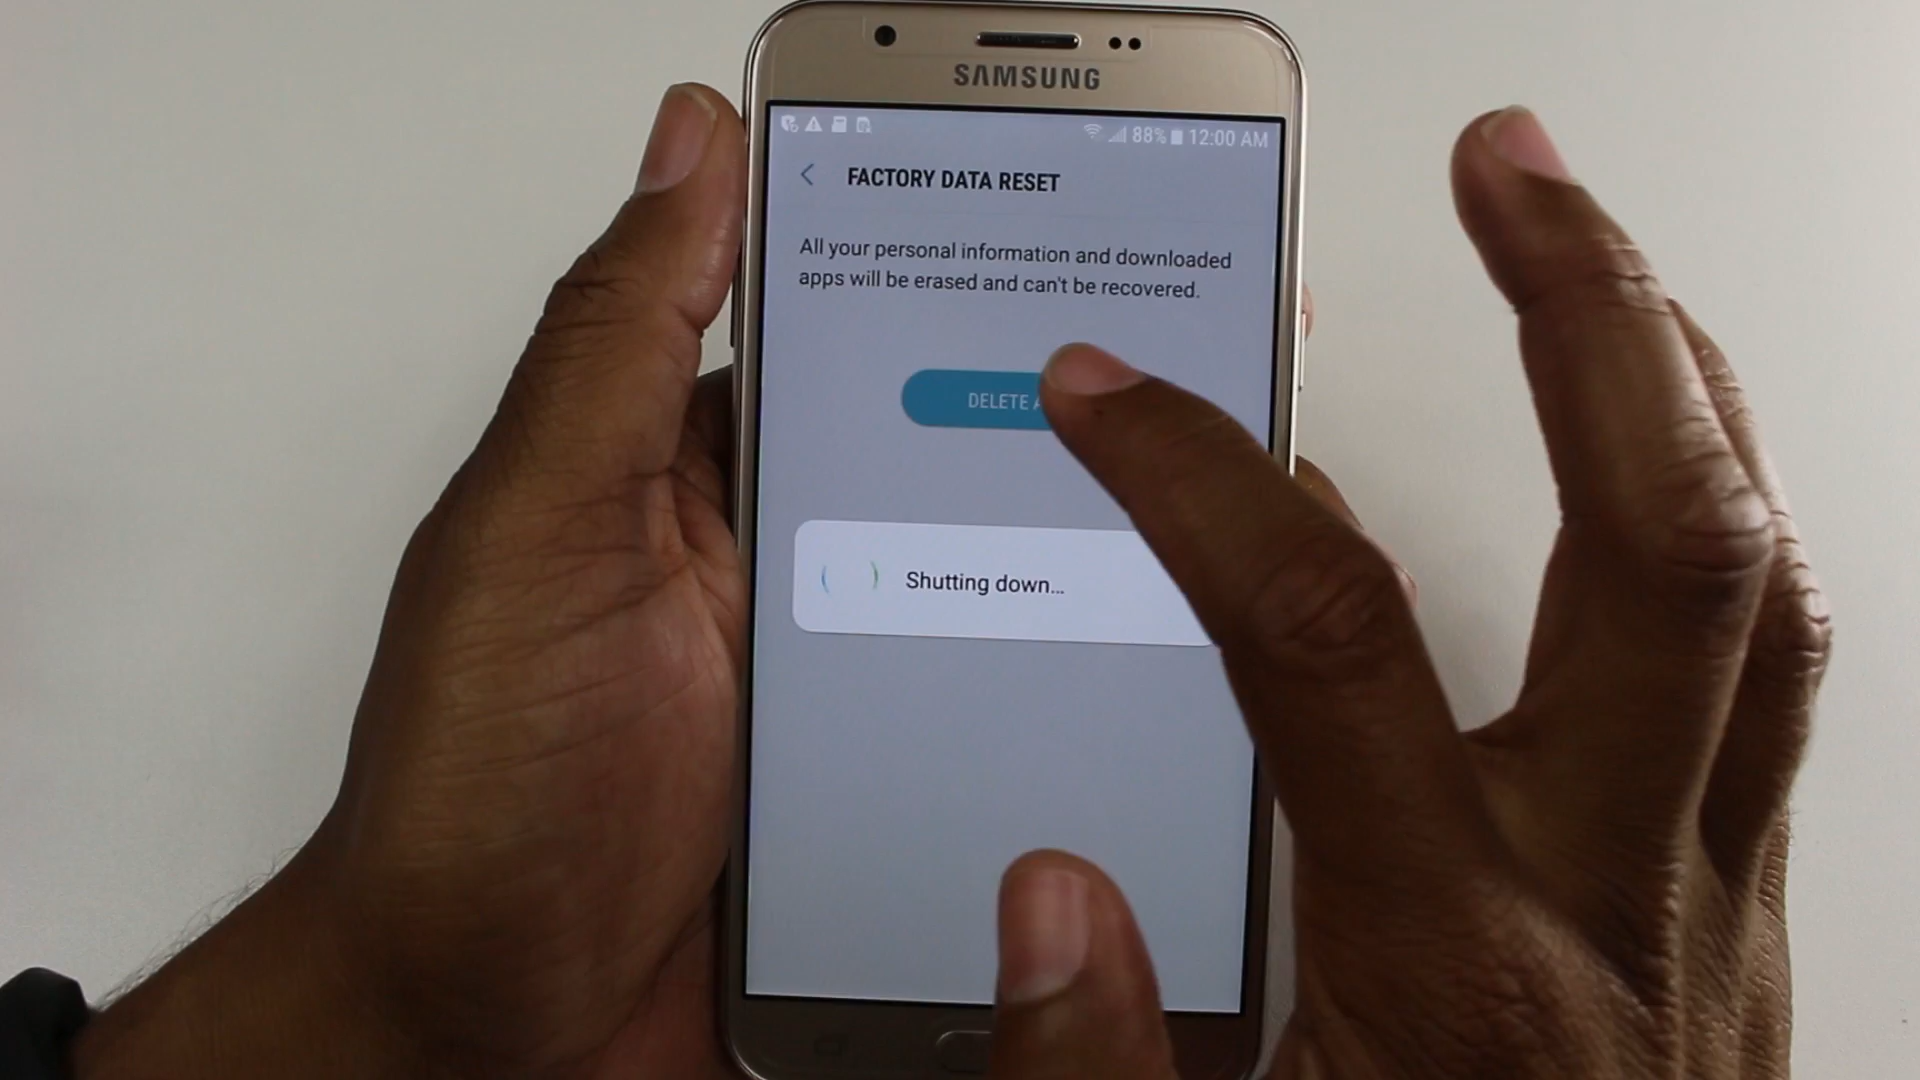 SAMSUNG
88% 12:00 AM
FACTORY DATA RESET
All your personal information and downloaded
apps will be erased and can't be recovered.
DELETE
Shutting down...